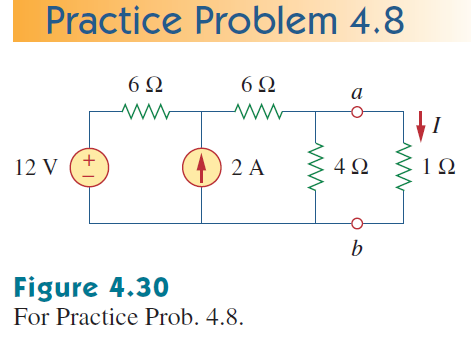 Practice Problem 4.8
6 Ω 6 Ω
a
I
12 V + − 2 A 4 Ω 1 Ω
b
Figure 4.30
For Practice Prob. 4.8.